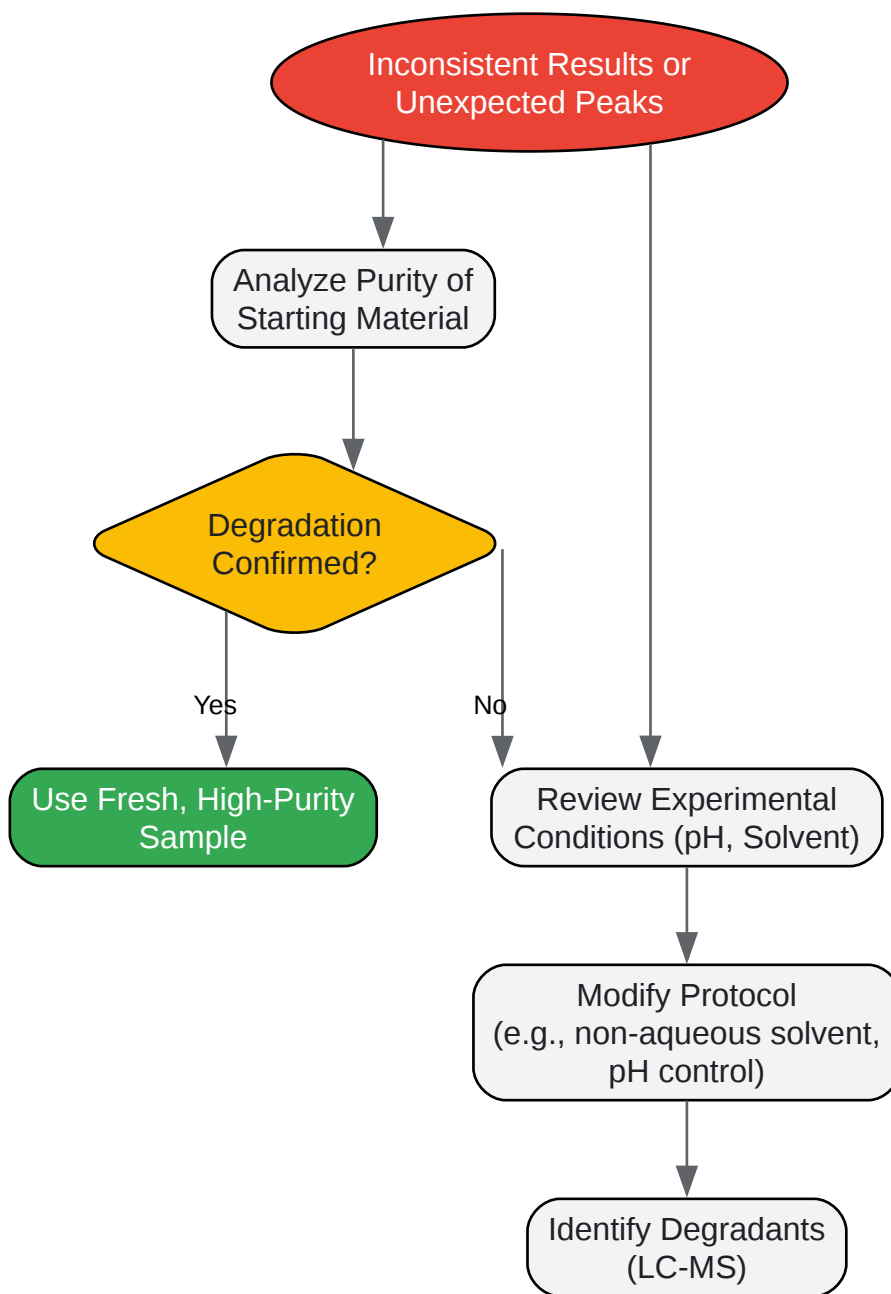 Inconsistent Results or
Unexpected Peaks
Analyze Purity of
Starting Material
Degradation
Confirmed?
Yes
No
Use Fresh, High-Purity
Sample
Review Experimental
Conditions (pH, Solvent)
Modify Protocol
(e.g., non-aqueous solvent,
pH control)
Identify Degradants
(LC-MS)